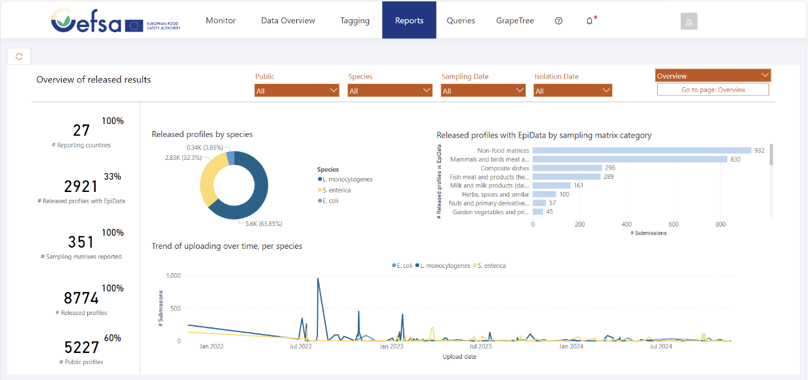 efsa
EUROPEAN FOOD
SAFETY AUTHORITY
Monitor
Data Overview
Tagging
Reports
Queries
GrapeTree
Overview of released results
Public
All
Species
All
Sampling Date
All
Isolation Date
All
Overview
Go to page: Overview
100%
27
# Reporting countries
33%
2921
# Released profiles with EpiData
100%
351
# Sampling matrixes reported
100%
8774
# Released profiles
60%
5227
# Public profiles
Released profiles by species
0.34K (3.85%)
2.83K (32.3%)
5.6K (63.85%)
Species
L. monocytogenes
S. enterica
E. coli
Released profiles with EpiData by sampling matrix category
# Released profiles w. EpiData
Non-food matrices 932
Mammals and birds meat a... 830
Composite dishes 296
Fish meat and products (the... 289
Milk and milk products (dai... 161
Herbs, spices and similar 100
Nuts and primary derivative... 57
Garden vegetables and pri... 45
0 200 400 600 800
# Submissions
Trend of uploading over time, per species
E. coli L. monocytogenes S. enterica
# Submissions
1,000
500
0
Jan 2022 Jul 2022 Jan 2023 Jul 2023 Jan 2024 Jul 2024
Upload date